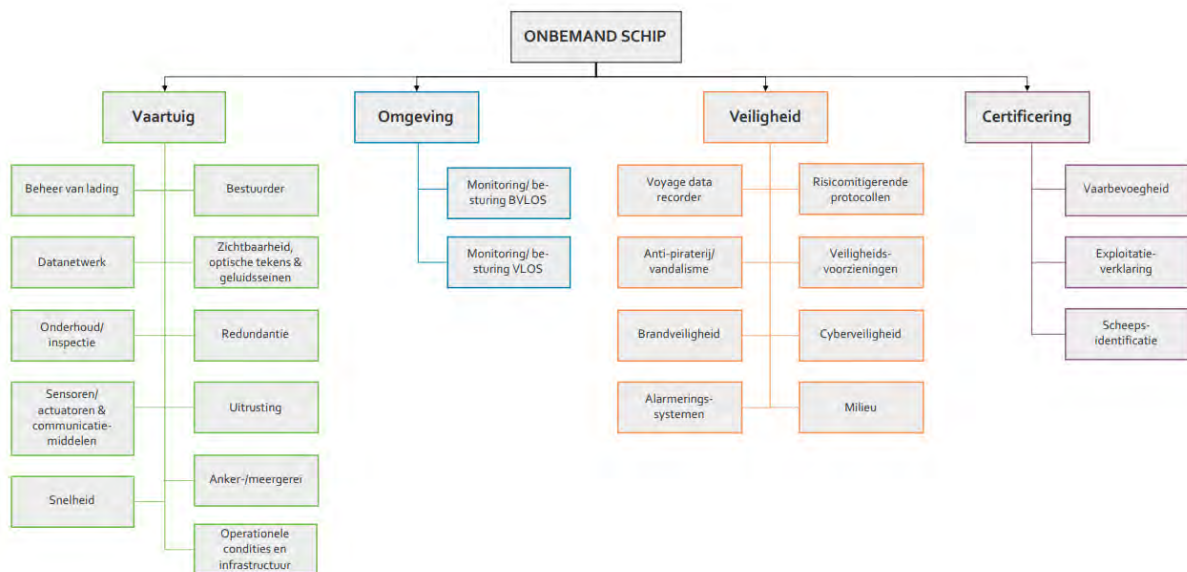 ONBEMAND SCHIP
Vaartuig
Omgeving
Veiligheid
Certificering
Beheer van lading
Bestuurder
Datanetwerk
Zichtbaarheid,
optische tekens &
geluidsseinen
Onderhoud/
inspectie
Redundantie
Sensoren/
actuatoren &
communicatie-
middelen
Uitrusting
Snelheid
Anker-/meergerei
Operationele
condities en
infrastructuur
Monitoring/ be-
sturing BVLOS
Monitoring/ be-
sturing VLOS
Voyage data
recorder
Risicomitigerende
protocollen
Anti-piraterij/
vandalisme
Veiligheids-
voorzieningen
Brandveiligheid
Cyberveiligheid
Alarmerings-
systemen
Milieu
Vaarbevoegheid
Exploitatie-
verklaring
Scheeps-
identificatie